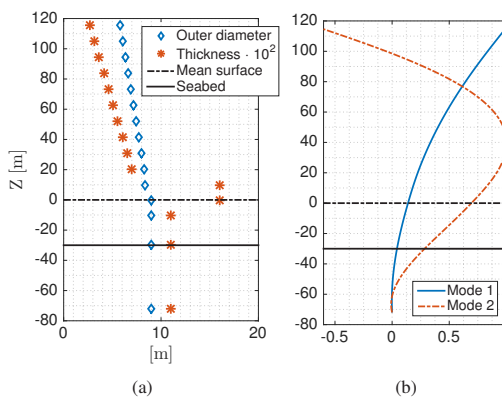 120
100
80
60
40
20
0
-20
-40
-60
-80
Z [m]
0
10
20
[m]
Outer diameter
Thickness · 10²
Mean surface
Seabed
(a)
120
100
80
60
40
20
0
-20
-40
-60
-80
-0.5
0
0.5
Mode 1
Mode 2
(b)